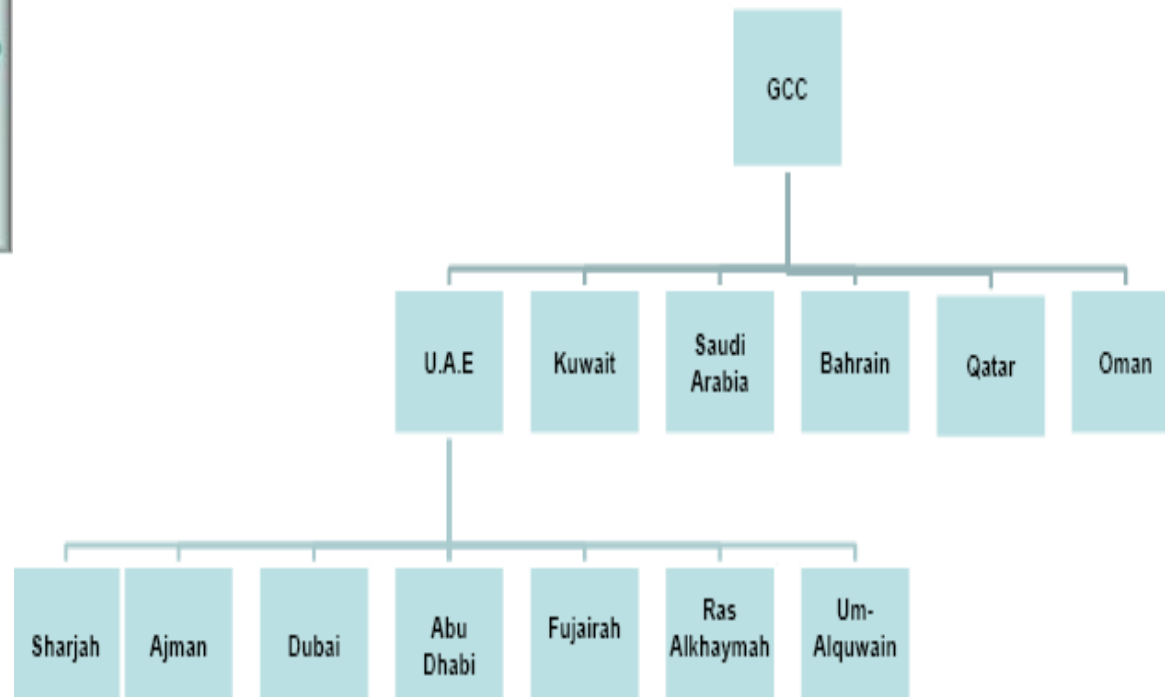 GCC
U.A.E
Kuwait
Saudi
Arabia
Bahrain
Qatar
Oman
Sharjah
Ajman
Dubai
Abu
Dhabi
Fujairah
Ras
Alkhaymah
Um-
Alquwain